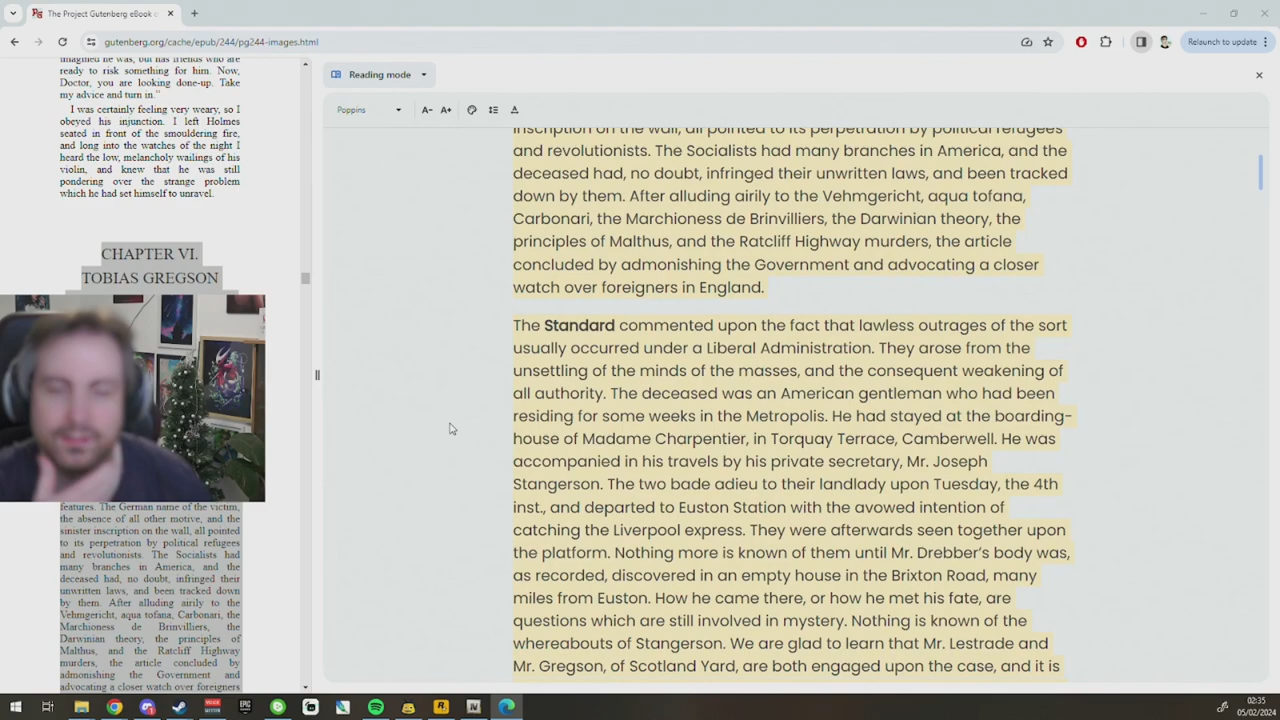 The Project Gutenberg eBook o
gutenberg.org/cache/epub/244/pg244-images.html
Relaunch to update
imagined he was, but has friends who are
ready to risk something for him. Now,
Doctor, you are looking done-up. Take
my advice and turn in.”
I was certainly feeling very weary, so I
obeyed his injunction. I left Holmes
seated in front of the smouldering fire,
and long into the watches of the night I
heard the low, melancholy wailings of his
violin, and knew that he was still
pondering over the strange problem
which he had set himself to unravel.
CHAPTER VI.
TOBIAS GREGSON
features. The German name of the victim,
the absence of all other motive, and the
sinister inscription on the wall, all pointed
to its perpetration by political refugees
and revolutionists. The Socialists had
many branches in America, and the
deceased had, no doubt, infringed their
unwritten laws, and been tracked down
by them. After alluding airily to the
Vehmgericht, aqua tofana, Carbonari, the
Marchioness de Brinvilliers, the
Darwinian theory, the principles of
Malthus, and the Ratcliff Highway
murders, the article concluded by
admonishing the Government and
advocating a closer watch over foreigners
Reading mode
Poppins
A- A+
inscription on the wall, all pointed to its perpetration by political refugees
and revolutionists. The Socialists had many branches in America, and the
deceased had, no doubt, infringed their unwritten laws, and been tracked
down by them. After alluding airily to the Vehmgericht, aqua tofana,
Carbonari, the Marchioness de Brinvilliers, the Darwinian theory, the
principles of Malthus, and the Ratcliff Highway murders, the article
concluded by admonishing the Government and advocating a closer
watch over foreigners in England.
The Standard commented upon the fact that lawless outrages of the sort
usually occurred under a Liberal Administration. They arose from the
unsettling of the minds of the masses, and the consequent weakening of
all authority. The deceased was an American gentleman who had been
residing for some weeks in the Metropolis. He had stayed at the boarding-
house of Madame Charpentier, in Torquay Terrace, Camberwell. He was
accompanied in his travels by his private secretary, Mr. Joseph
Stangerson. The two bade adieu to their landlady upon Tuesday, the 4th
inst., and departed to Euston Station with the avowed intention of
catching the Liverpool express. They were afterwards seen together upon
the platform. Nothing more is known of them until Mr. Drebber’s body was,
as recorded, discovered in an empty house in the Brixton Road, many
miles from Euston. How he came there, or how he met his fate, are
questions which are still involved in mystery. Nothing is known of the
whereabouts of Stangerson. We are glad to learn that Mr. Lestrade and
Mr. Gregson, of Scotland Yard, are both engaged upon the case, and it is
02:35
05/02/2024